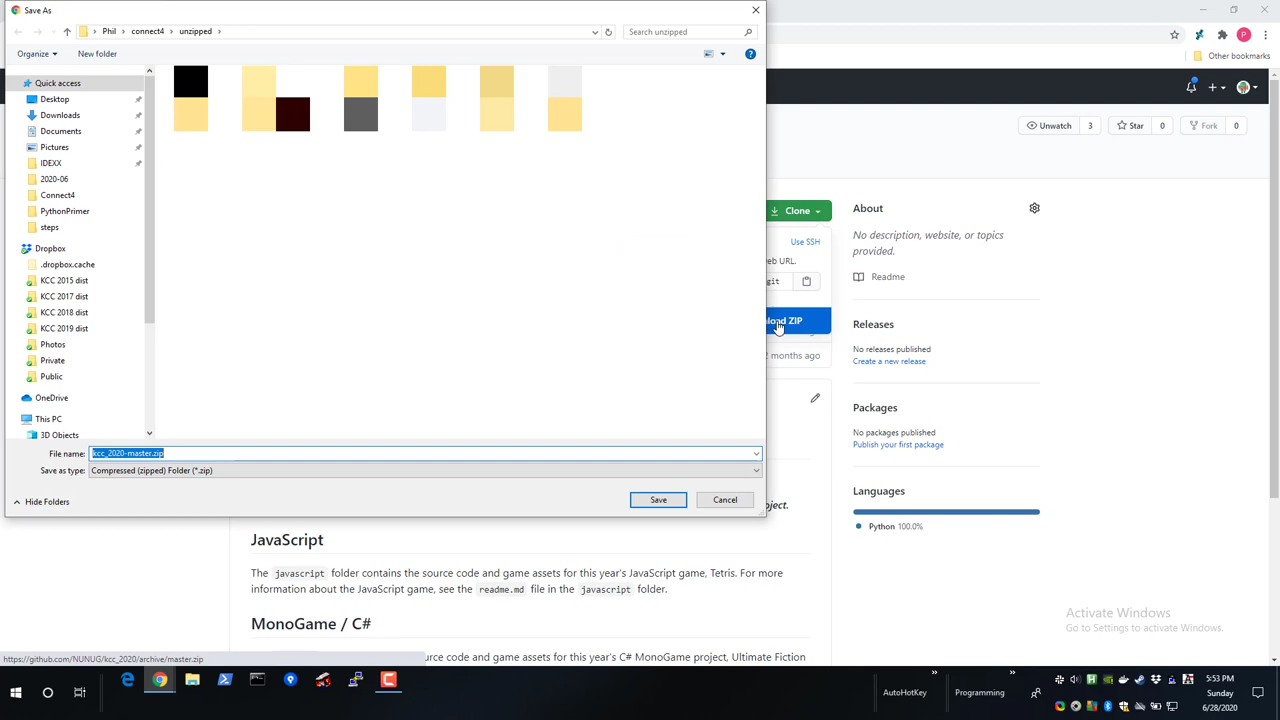 Save As
Phil > connect4 > unzipped >
Search unzipped
Organize
New folder
Other bookmarks
Quick access
Desktop
Downloads
Documents
Pictures
IDEXX
2020-06
Connect4
PythonPrimer
steps
Dropbox
.dropbox.cache
KCC 2015 dist
KCC 2017 dist
KCC 2018 dist
KCC 2019 dist
Photos
Private
Public
OneDrive
This PC
3D Objects
File name: kcc_2020-master.zip
Save as type: Compressed (zipped) Folder (*.zip)
Hide Folders
Save
Cancel
P
Unwatch 3
Star 0
Fork 0
Clone
Use SSH
URL.
git
ZIP
2 months ago
About
No description, website, or topics
provided.
Readme
Releases
No releases published
Create a new release
Packages
No packages published
Publish your first package
Languages
Python 100.0%
JavaScript
The javascript folder contains the source code and game assets for this year's JavaScript game, Tetris. For more
information about the JavaScript game, see the readme.md file in the javascript folder.
MonoGame / C#
source code and game assets for this year's C# MonoGame project, Ultimate Fiction
https://github.com/NUNUG/kcc_2020/archive/master.zip
Activate Windows
Go to Settings to activate Windows.
AutoHotKey
Programming
5:53 PM
Sunday
6/28/2020